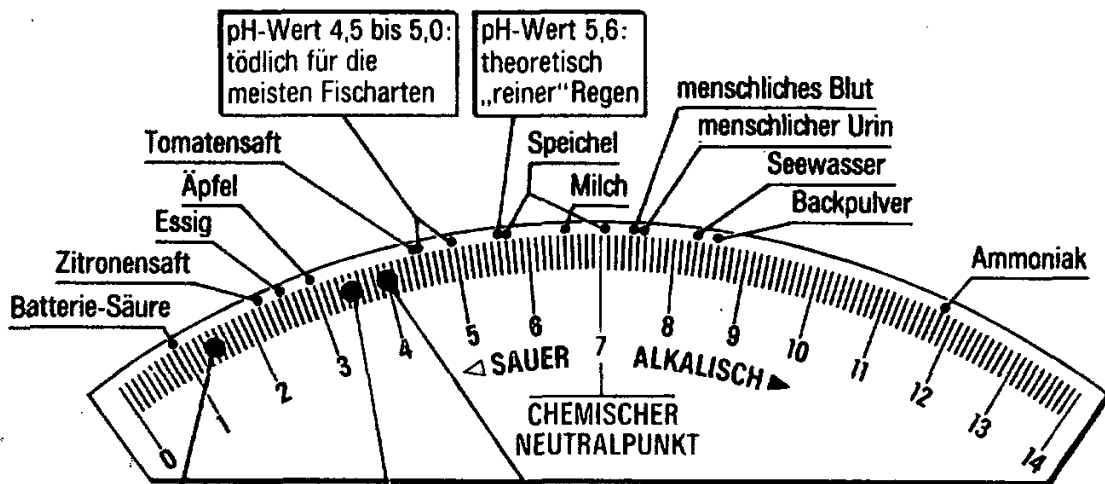 pH-Wert 4,5 bis 5,0:
tödlich für die
meisten Fischarten
pH-Wert 5,6:
theoretisch
„reiner“ Regen
menschliches Blut
menschlicher Urin
Tomatensaft
Speichel
Seewasser
Äpfel
Milch
Backpulver
Essig
Zitronensaft
Ammoniak
Batterie-Säure
0
1
2
3
4
5
6
7
8
9
10
11
12
13
14
SAUER
ALKALISCH
CHEMISCHER
NEUTRALPUNKT